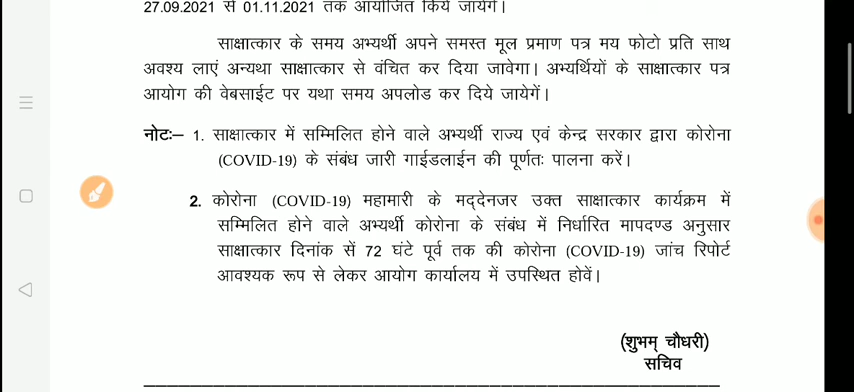 27.09.2021 से 01.11.2021 तक आयोजित किये जायेगें।
साक्षात्कार के समय अभ्यर्थी अपने समस्त मूल प्रमाण पत्र मय फोटो प्रति साथ
अवश्य लाएं अन्यथा साक्षात्कार से वंचित कर दिया जावेगा। अभ्यर्थियों के साक्षात्कार पत्र
आयोग की वेबसाईट पर यथा समय अपलोड कर दिये जायेगें।
नोटः– 1. साक्षात्कार में सम्मिलित होने वाले अभ्यर्थी राज्य एवं केन्द्र सरकार द्वारा कोरोना
(COVID-19) के संबंध जारी गाईडलाईन की पूर्णतः पालना करें।
2. कोरोना (COVID-19) महामारी के मद्देनजर उक्त साक्षात्कार कार्यक्रम में
सम्मिलित होने वाले अभ्यर्थी कोरोना के संबंध में निर्धारित मापदण्ड अनुसार
साक्षात्कार दिनांक सें 72 घंटे पूर्व तक की कोरोना (COVID-19) जांच रिपोर्ट
आवश्यक रूप से लेकर आयोग कार्यालय में उपस्थित होवें।
(शुभम् चौधरी)
सचिव